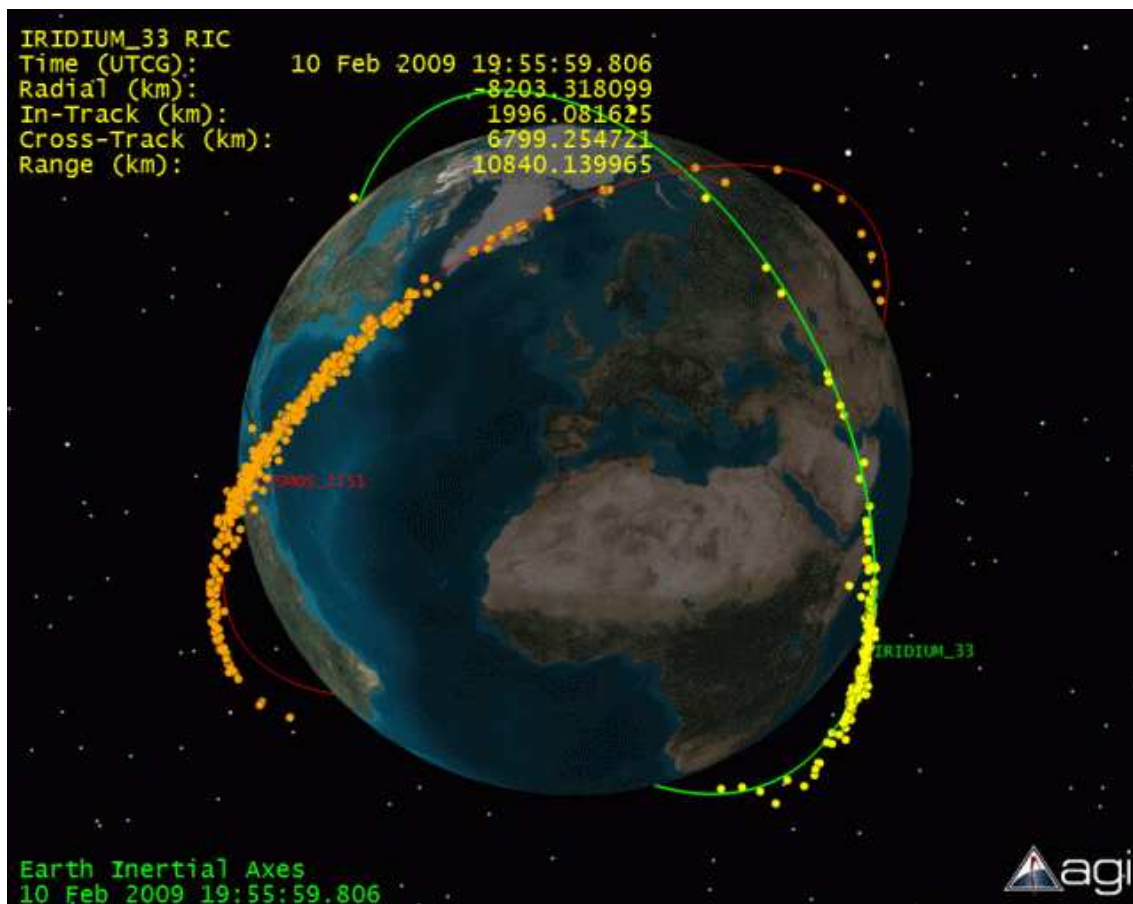 IRIDIUM_33 RIC
Time (UTCG): 10 Feb 2009 19:55:59.806
Radial (km): -8203.318099
In-Track (km): 1996.081625
Cross-Track (km): 6799.254721
Range (km): 10840.139965
IRIDIUM_33
Earth Inertial Axes
10 Feb 2009 19:55:59.806
agi